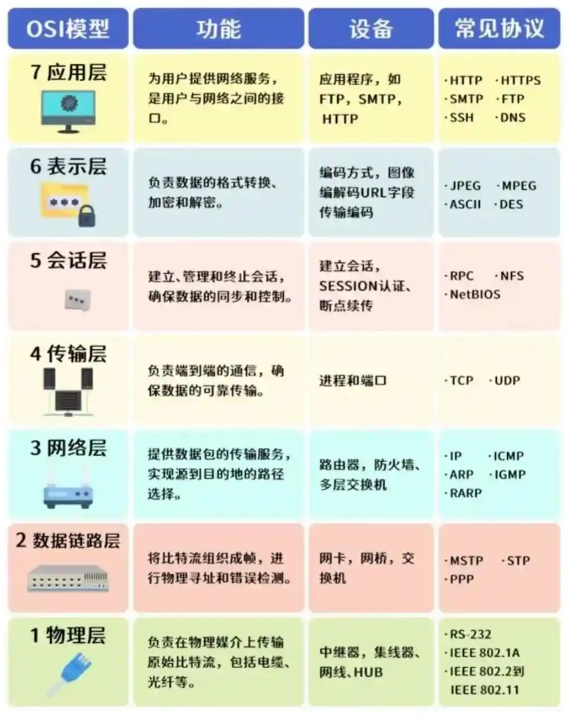 OSI模型
功能
设备
常见协议
7 应用层
为用户提供网络服务，
是用户与网络之间的接
口。
应用程序，如
FTP，SMTP，
HTTP
·HTTP ·HTTPS
·SMTP ·FTP
·SSH ·DNS
6 表示层
负责数据的格式转换、
加密和解密。
编码方式，图像
编解码URL字段
传输编码
·JPEG ·MPEG
·ASCII ·DES
5 会话层
建立、管理和终止会话，
确保数据的同步和控制。
建立会话，
SESSION认证、
断点续传
·RPC ·NFS
·NetBIOS
4 传输层
负责端到端的通信，确
保数据的可靠传输。
进程和端口
·TCP ·UDP
3 网络层
提供数据包的传输服务，
实现源到目的地的路径
选择。
路由器，防火墙、
多层交换机
·IP ·ICMP
·ARP ·IGMP
·RARP
2 数据链路层
将比特流组织成帧，进
行物理寻址和错误检测。
网卡，网桥，交
换机
·MSTP ·STP
·PPP
1 物理层
负责在物理媒介上传输
原始比特流，包括电缆、
光纤等。
中继器，集线器、
网线、HUB
·RS-232
·IEEE 802.1A
·IEEE 802.2到
IEEE 802.11